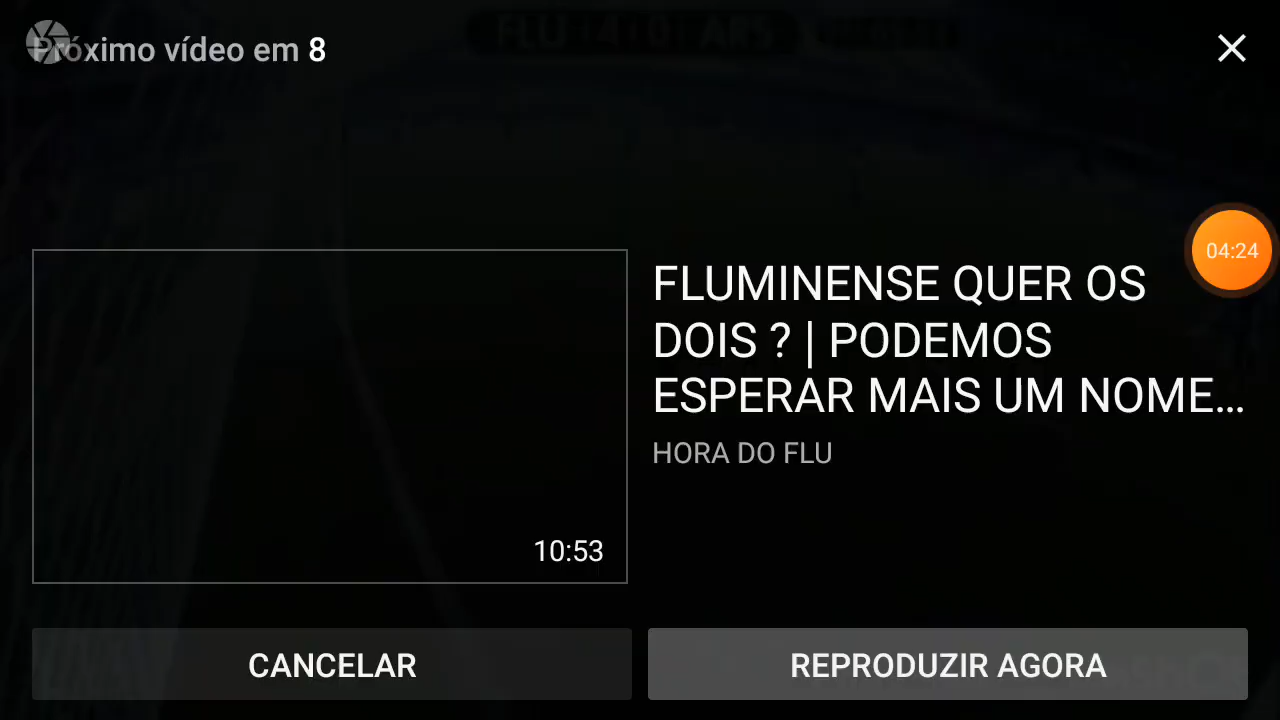 Próximo vídeo em 8
04:24
FLUMINENSE QUER OS
DOIS ? | PODEMOS
ESPERAR MAIS UM NOME...
HORA DO FLU
10:53
CANCELAR
REPRODUZIR AGORA